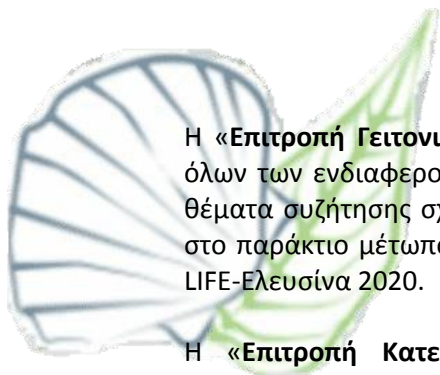 Η «Επιτροπή Γειτονι
όλων των ενδιαφερο
θέματα συζήτησης σχ
στο παράκτιο μέτωπο
LIFE-Ελευσίνα 2020.
Η «Επιτροπή Κατε